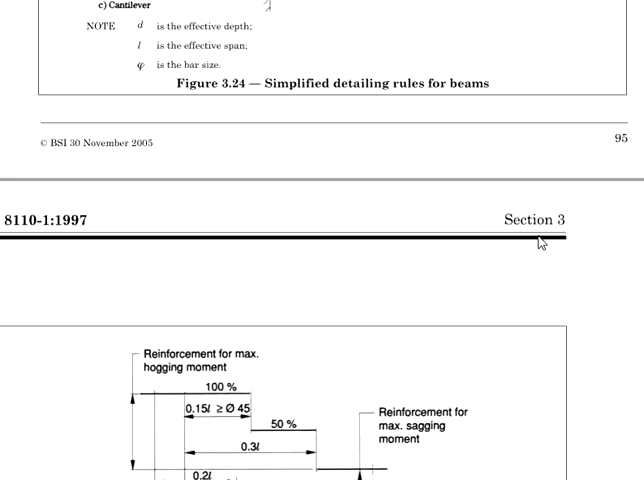 c) Cantilever
NOTE d is the effective depth;
l is the effective span;
φ is the bar size.
Figure 3.24 — Simplified detailing rules for beams
© BSI 30 November 2005
95
8110-1:1997
Section 3
Reinforcement for max.
hogging moment
100 %
0.15l ≥ Ø 45
50 %
Reinforcement for
max. sagging
moment
0.3l
0.2l